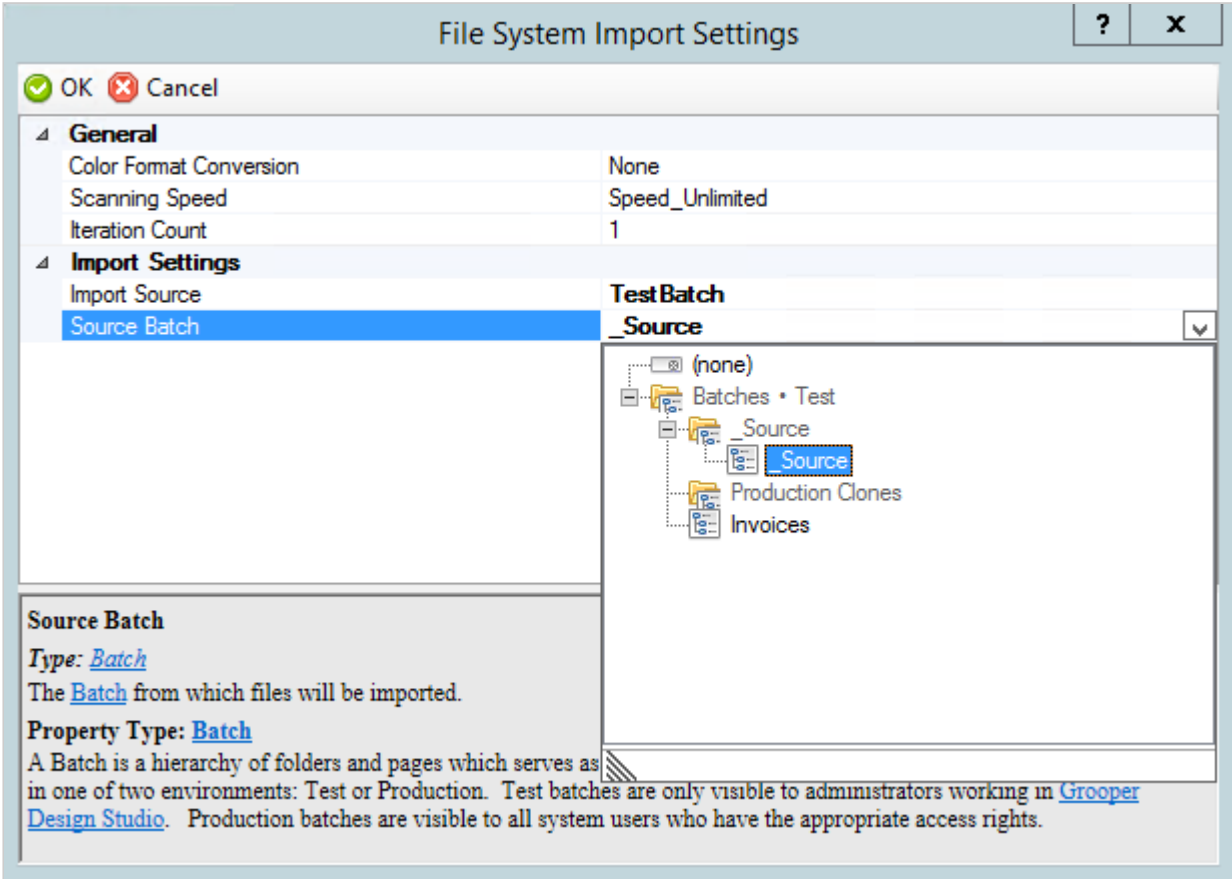 File System Import Settings
? x
OK Cancel
General
Color Format Conversion None
Scanning Speed Speed_Unlimited
Iteration Count 1
Import Settings
Import Source TestBatch
Source Batch _Source
(none)
Batches • Test
_Source
_Source
Production Clones
Invoices
Source Batch
Type: Batch
The Batch from which files will be imported.
Property Type: Batch
A Batch is a hierarchy of folders and pages which serves as
in one of two environments: Test or Production. Test batches are only visible to administrators working in Grooper
Design Studio. Production batches are visible to all system users who have the appropriate access rights.